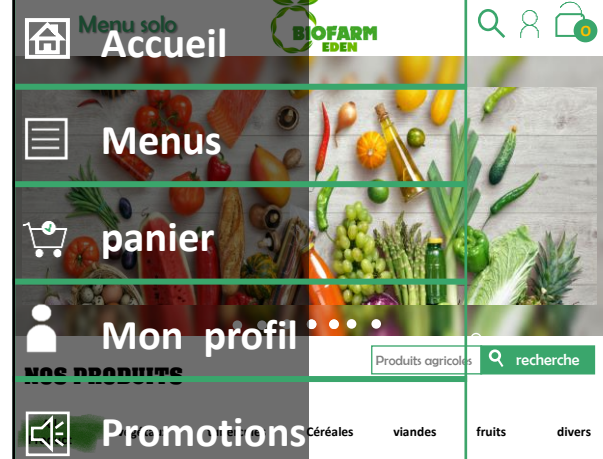 Menu solo
BIOFARM
EDEN
0
Accueil
Menus
panier
Mon profil
Produits agricoles
recherche
NOS PRODUITS
Promotions
Céréales
viandes
fruits
divers